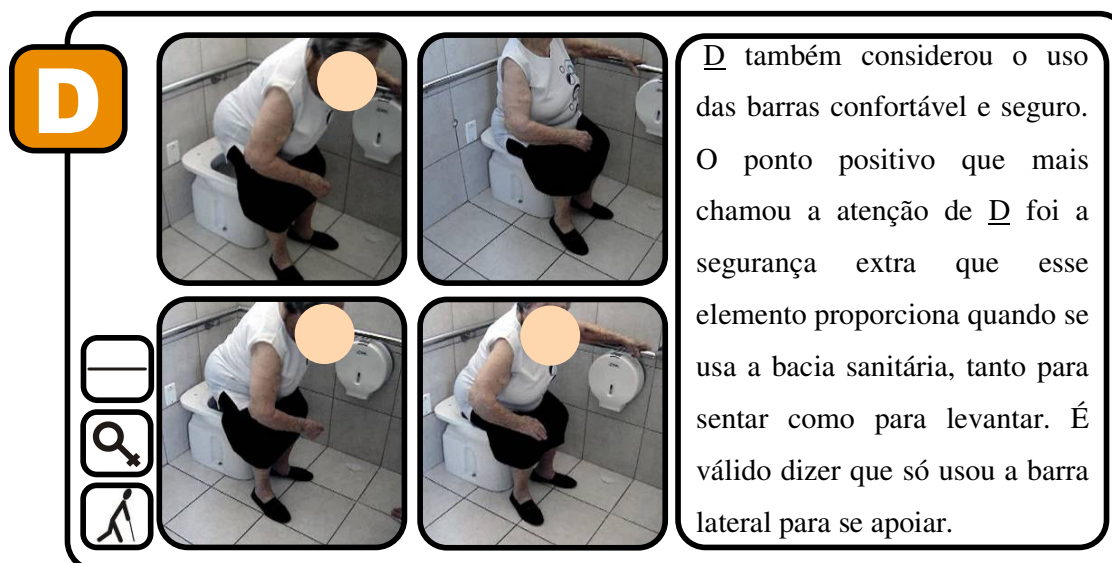 D
D também considerou o uso
das barras confortável e seguro.
O ponto positivo que mais
chamou a atenção de D foi a
segurança extra que esse
elemento proporciona quando se
usa a bacia sanitária, tanto para
sentar como para levantar. É
válido dizer que só usou a barra
lateral para se apoiar.